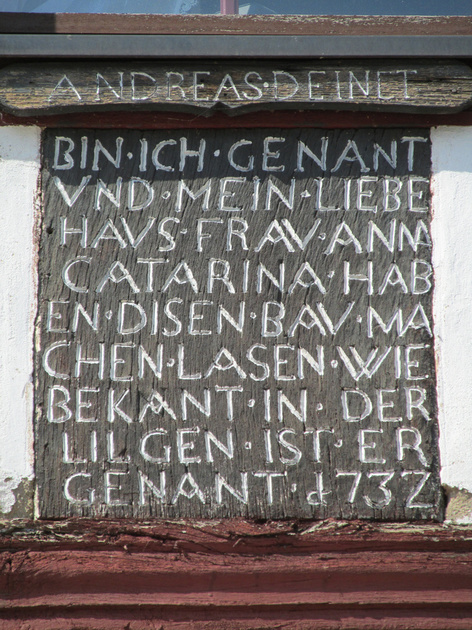 ANDREAS·DEINET
BIN·ICH·GENANT
VND·MEIN·LIEBE
HAVS·FRAV·ANNA
CATARINA·HAB
EN·DISEN·BAV·MA
CHEN·LASEN·WIE
BEKANT·IN·DER
LILGEN·IST·ER
GENANT·d732